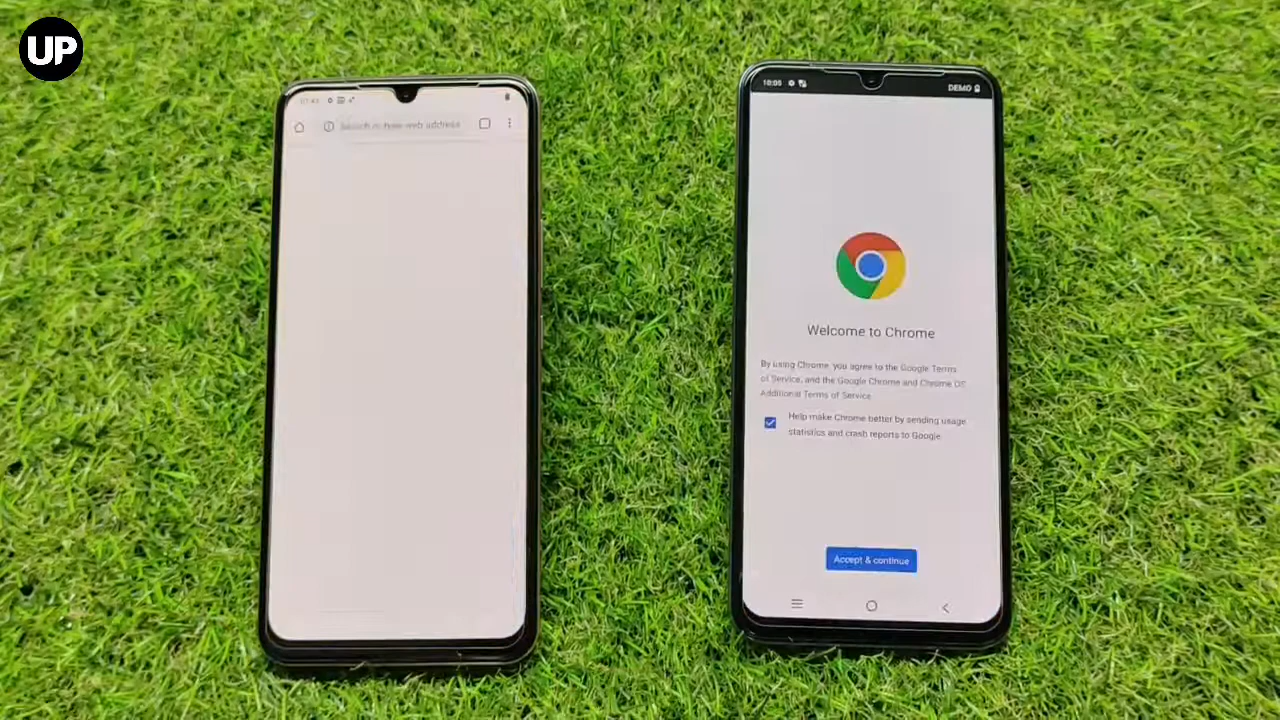 UP
Search or type web address
10:05
DEMO
Welcome to Chrome
By using Chrome, you agree to the Google Terms
of Service, and the Google Chrome and Chrome OS
Additional Terms of Service.
Help make Chrome better by sending usage
statistics and crash reports to Google.
Accept & continue